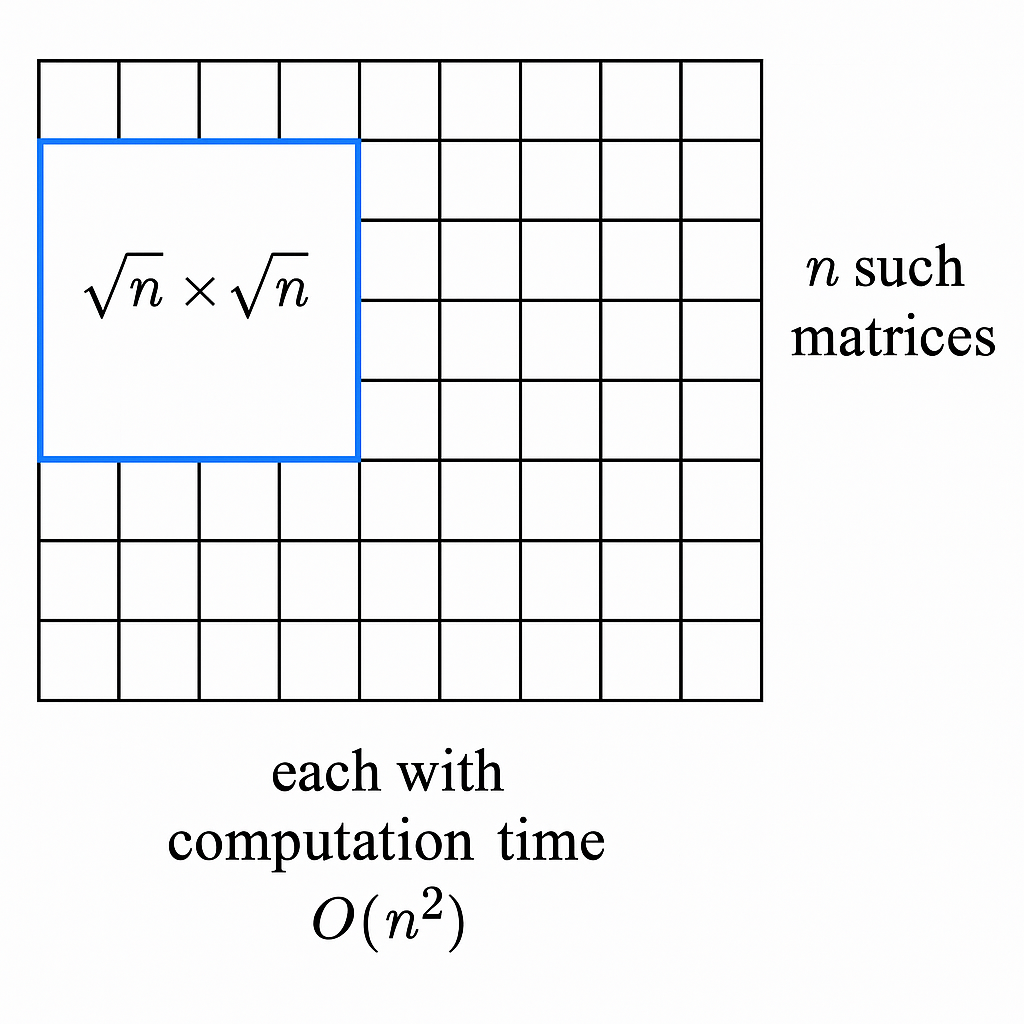 √n × √n
n such
matrices
each with
computation time
O(n²)